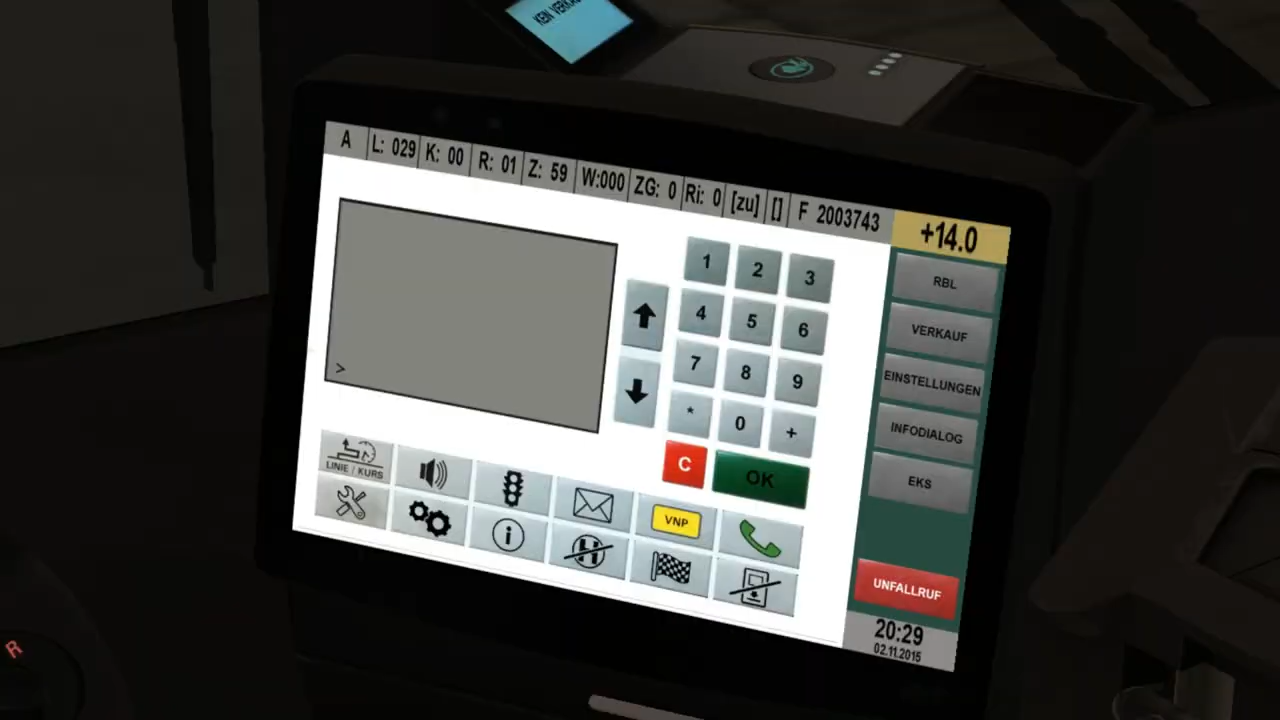 KEIN VERKAUF
A L: 029 K: 00 R: 01 Z: 59 W:000 ZG: 0 Ri: 0 [zu] [] F 2003743
+14.0
RBL
VERKAUF
EINSTELLUNGEN
INFODIALOG
EKS
UNFALLRUF
20:29
02.11.2015
>
1 2 3
4 5 6
7 8 9
* 0 +
C OK
LINIE / KURS
VNP
i
H
R